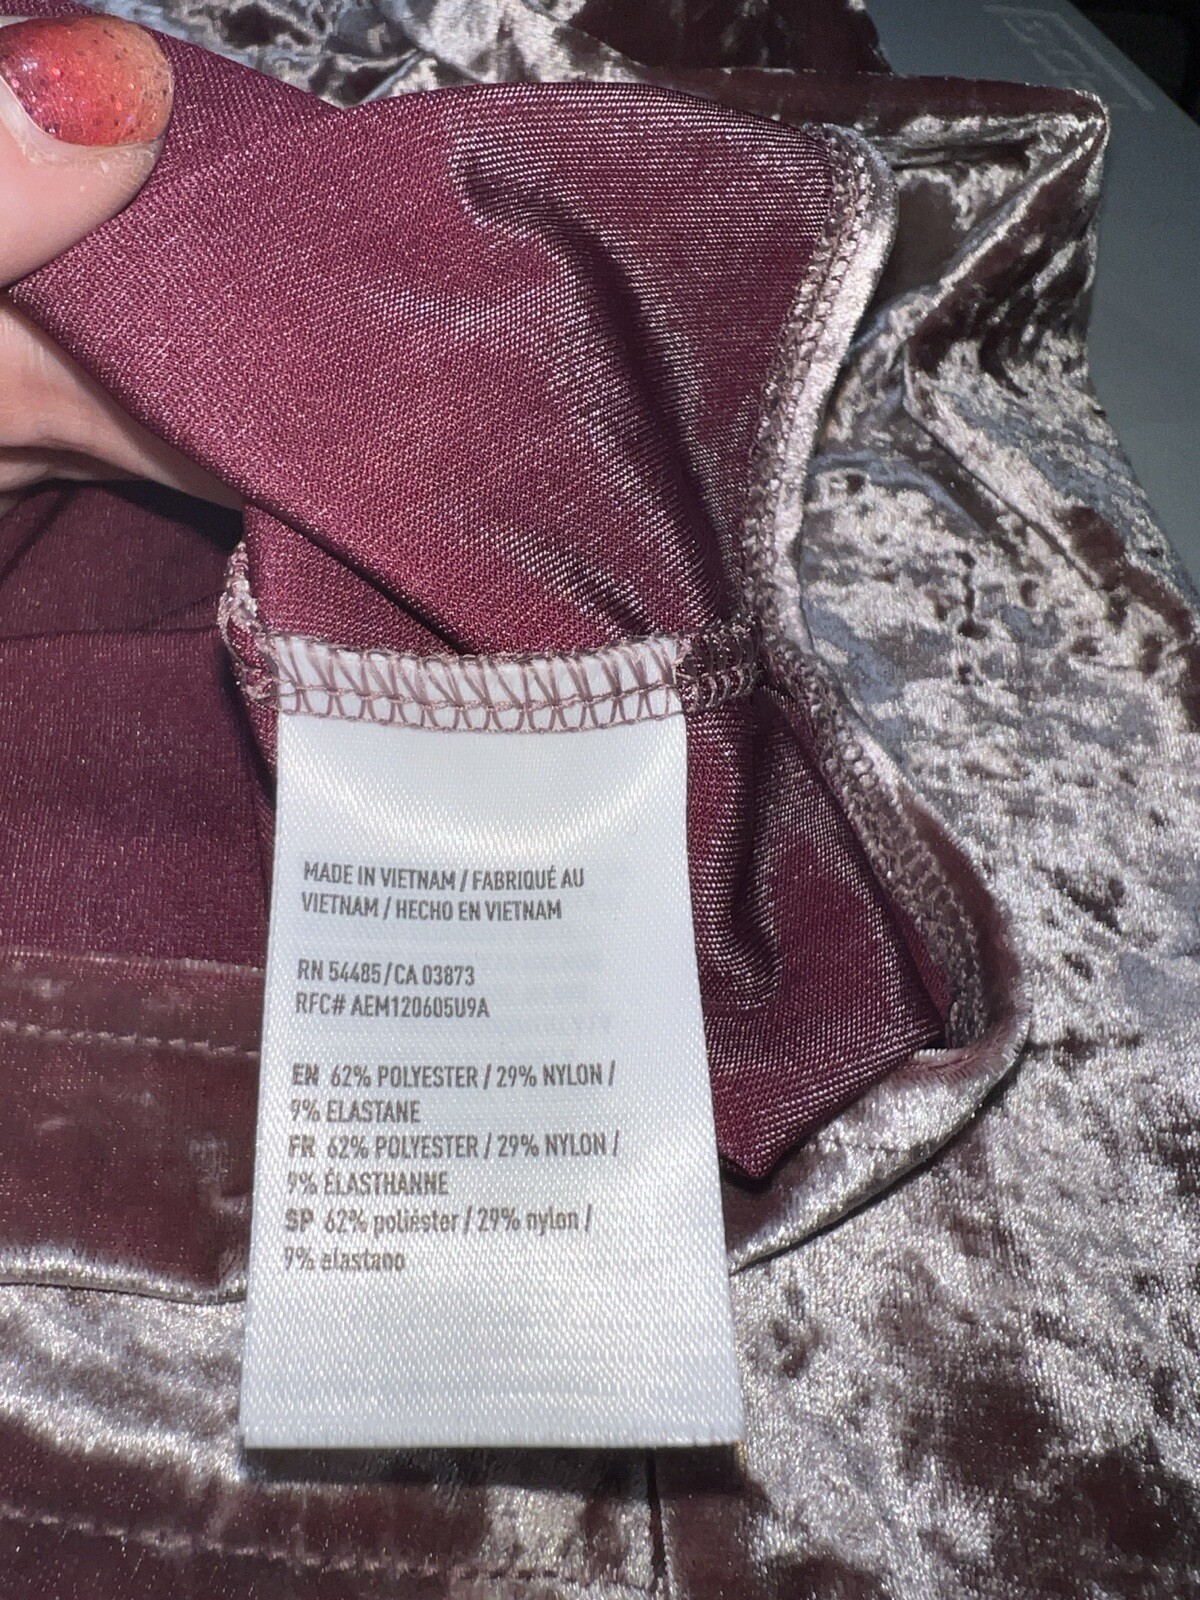 MADE IN VIETNAM / FABRIQUÉ AU
VIETNAM / HECHO EN VIETNAM
RN 54485/CA 03873
RFC# AEM120605U9A
EN 62% POLYESTER / 29% NYLON /
9% ELASTANE
FR 62% POLYESTER / 29% NYLON /
9% ÉLASTHANNE
SP 62% poliéster / 29% nylon /
9% elastano